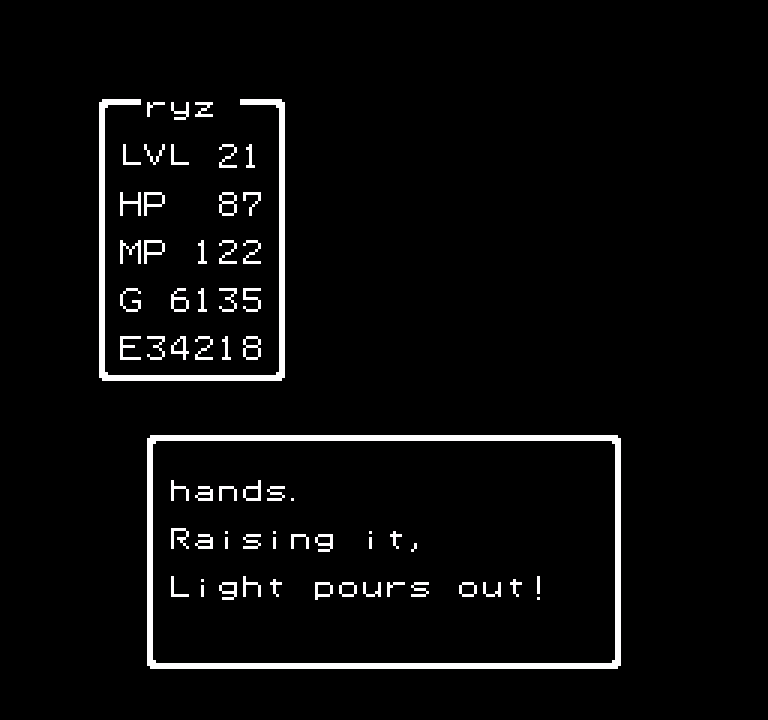 ryz
LVL 21
HP 87
MP 122
G 6135
E34218
hands.
Raising it,
Light pours out!